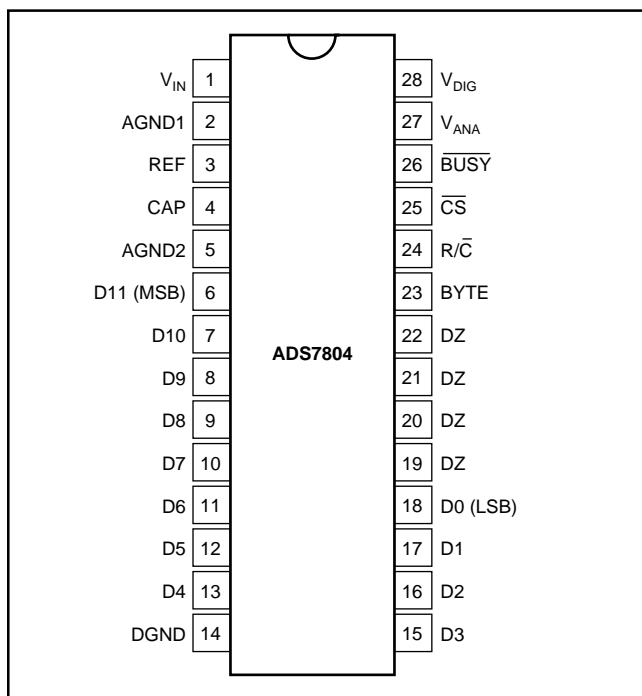 V_IN 1 28 V_DIG
AGND1 2 27 V_ANA
REF 3 26 B̅U̅S̅Y̅
CAP 4 25 C̅S̅
AGND2 5 24 R/C̅
D11 (MSB) 6 23 BYTE
D10 7 22 DZ
ADS7804
D9 8 21 DZ
D8 9 20 DZ
D7 10 19 DZ
D6 11 18 D0 (LSB)
D5 12 17 D1
D4 13 16 D2
DGND 14 15 D3